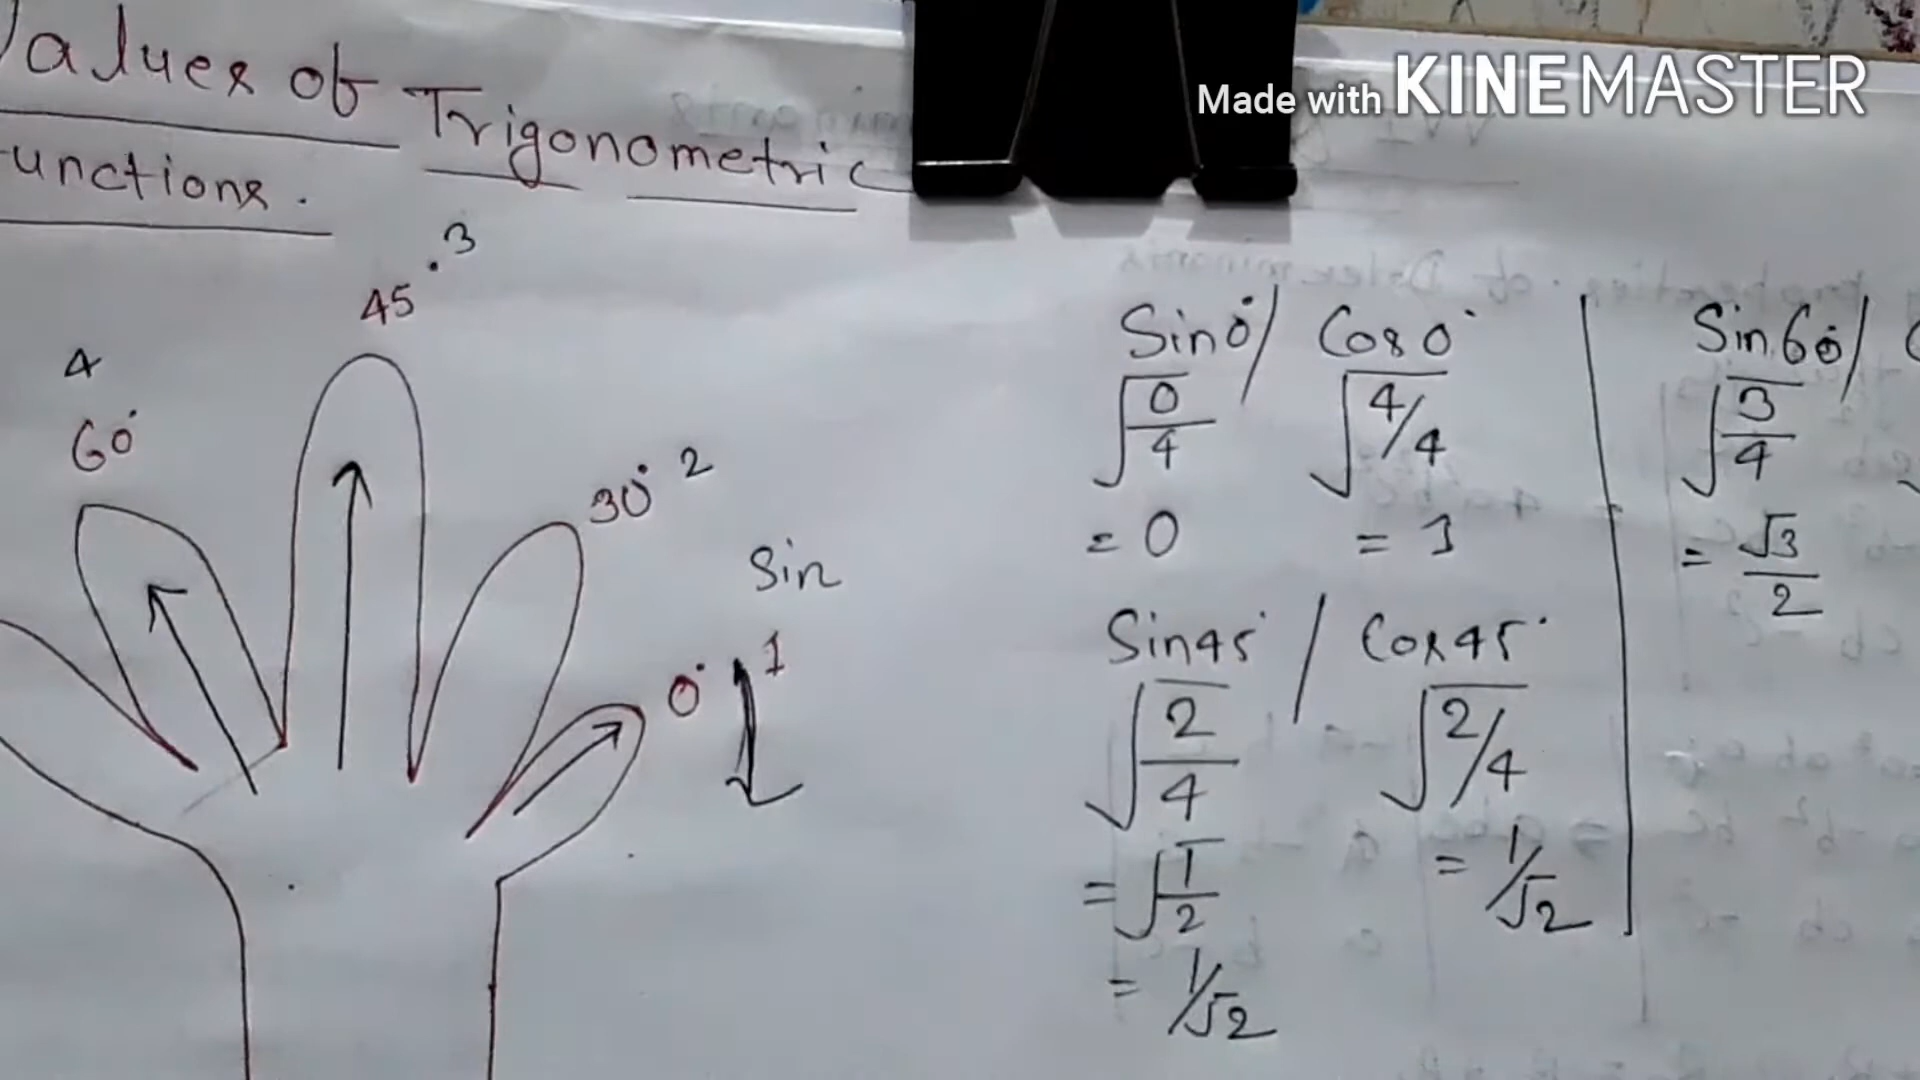 Values of Trigonometric
Functions.
Made with KINEMASTER
45° 3
4
60°
30° 2
Sin
0° 1
Sin0° / Cos0°
√0/4 √4/4
= 0 = 1
Sin45° / Cos45°
√2/4 √2/4
= √1/2 = 1/√2
= 1/√2
Sin60° /
√3/4
= √3/2